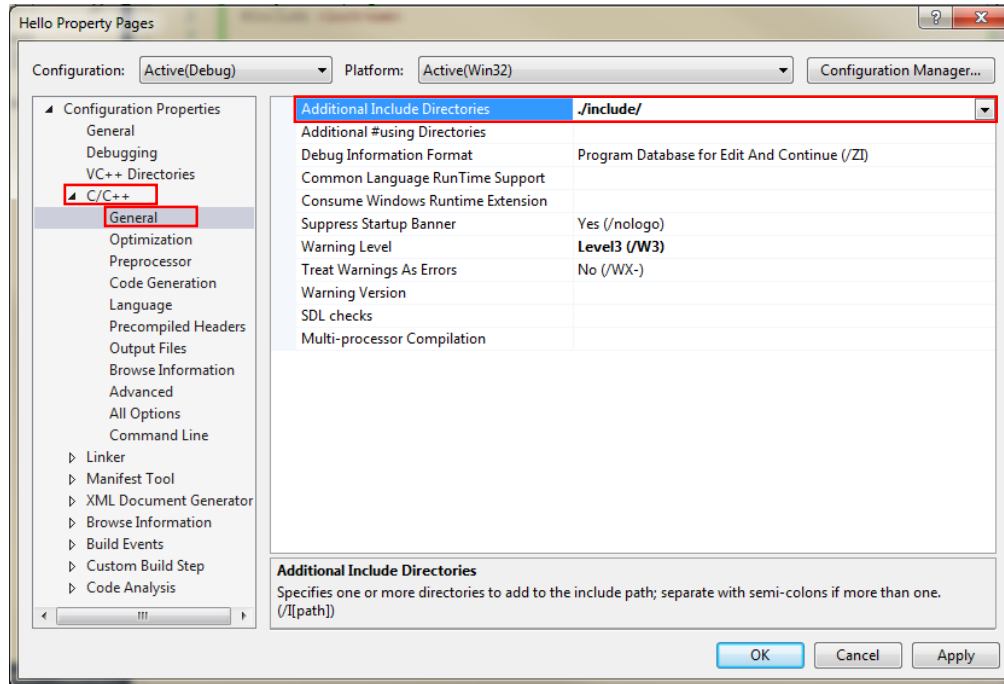 Hello Property Pages
Configuration: Active(Debug) Platform: Active(Win32) Configuration Manager...
Configuration Properties
General
Debugging
VC++ Directories
C/C++
General
Optimization
Preprocessor
Code Generation
Language
Precompiled Headers
Output Files
Browse Information
Advanced
All Options
Command Line
Linker
Manifest Tool
XML Document Generator
Browse Information
Build Events
Custom Build Step
Code Analysis
Additional Include Directories ./include/
Additional #using Directories
Debug Information Format Program Database for Edit And Continue (/ZI)
Common Language RunTime Support
Consume Windows Runtime Extension
Suppress Startup Banner Yes (/nologo)
Warning Level Level3 (/W3)
Treat Warnings As Errors No (/WX-)
Warning Version
SDL checks
Multi-processor Compilation
Additional Include Directories
Specifies one or more directories to add to the include path; separate with semi-colons if more than one.
(/I[path])
OK Cancel Apply